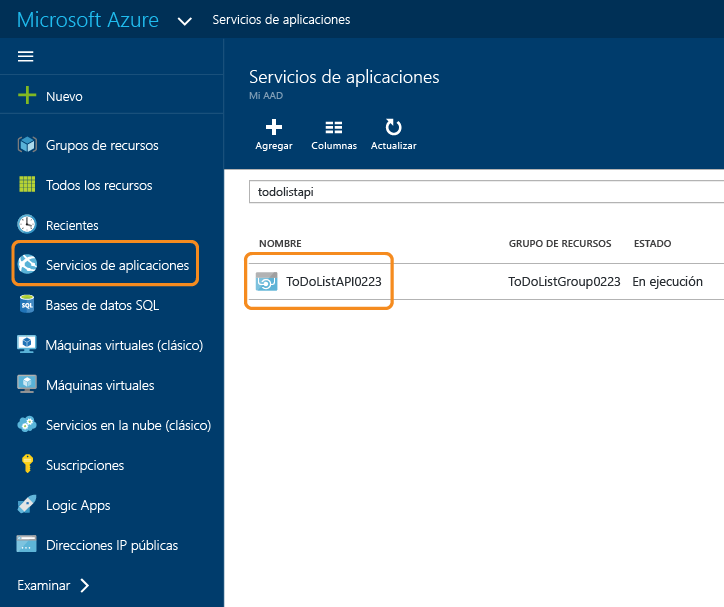 Microsoft Azure
Servicios de aplicaciones
Nuevo
Grupos de recursos
Todos los recursos
Recientes
Servicios de aplicaciones
Bases de datos SQL
Máquinas virtuales (clásico)
Máquinas virtuales
Servicios en la nube (clásico)
Suscripciones
Logic Apps
Direcciones IP públicas
Examinar
Servicios de aplicaciones
Mi AAD
Agregar Columnas Actualizar
todolistapi
NOMBRE GRUPO DE RECURSOS ESTADO
ToDoListAPI0223 ToDoListGroup0223 En ejecución